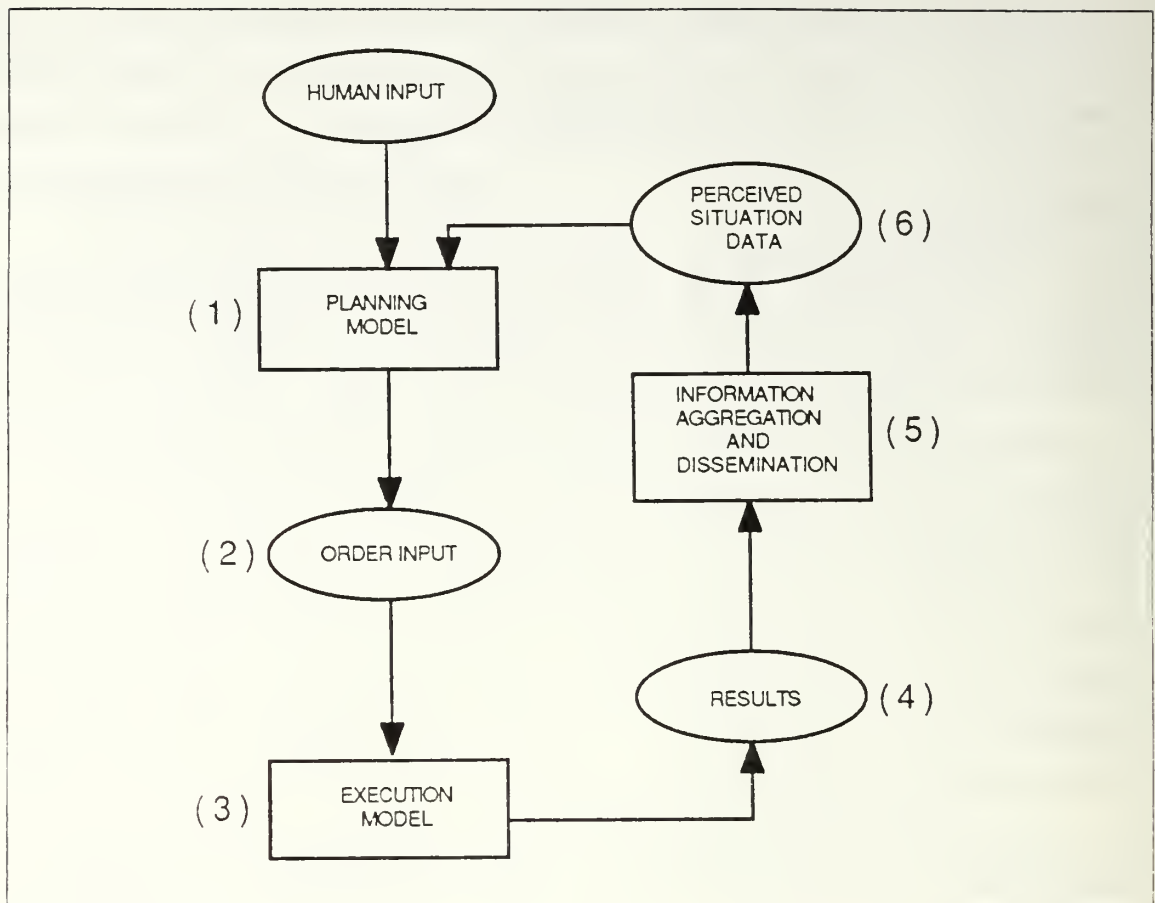 HUMAN INPUT
PERCEIVED
SITUATION
DATA
(6)
(1)
PLANNING
MODEL
INFORMATION
AGGREGATION
AND
DISSEMINATION
(5)
(2)
ORDER INPUT
RESULTS
(4)
(3)
EXECUTION
MODEL